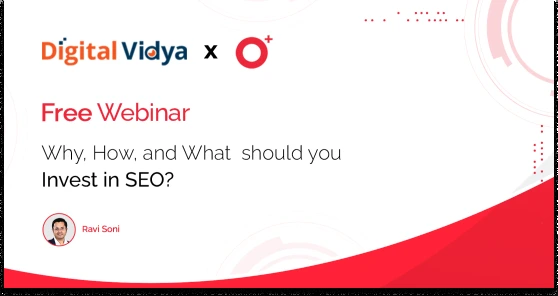 Digital Vidya x
Free Webinar
Why, How, and What should you
Invest in SEO?
Ravi Soni